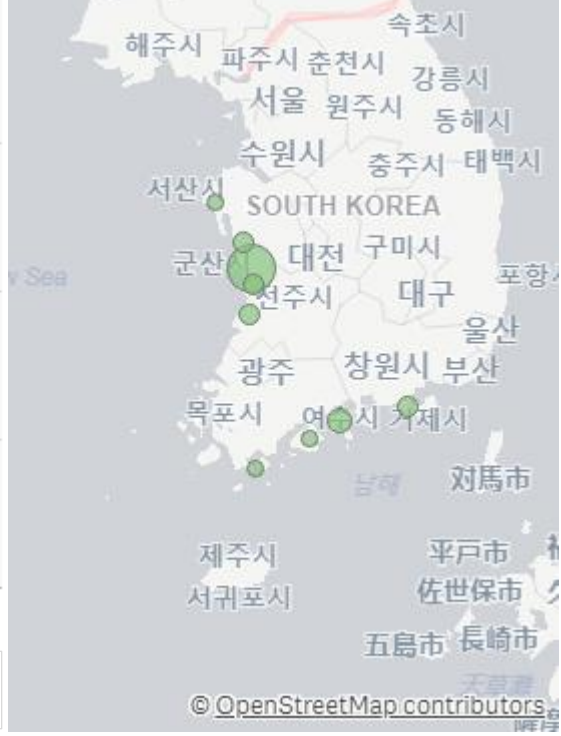 속초시
해주시
파주시 춘천시
강릉시
서울 원주시
동해시
수원시
충주시 태백시
서산시
SOUTH KOREA
구미시
군산
대전
Sea
포항
전주시
대구
울산
광주
창원시 부산
목포시
여수시 거제시
남해
対馬市
제주시
平戸市
서귀포시
佐世保市
五島市 長崎市
天草灘
© OpenStreetMap contributors